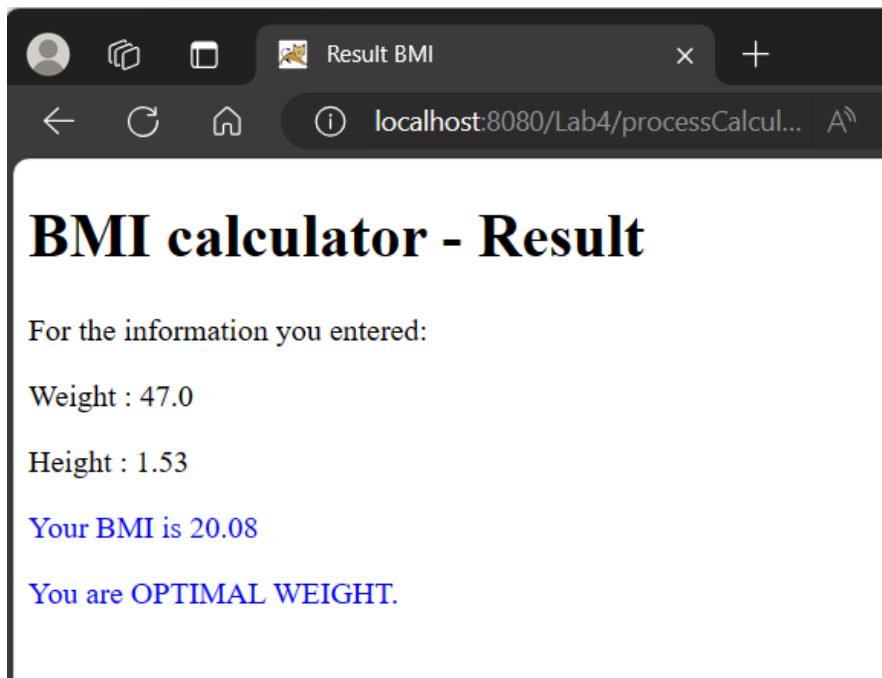 Result BMI
localhost:8080/Lab4/processCalcul...
BMI calculator - Result
For the information you entered:
Weight : 47.0
Height : 1.53
Your BMI is 20.08
You are OPTIMAL WEIGHT.